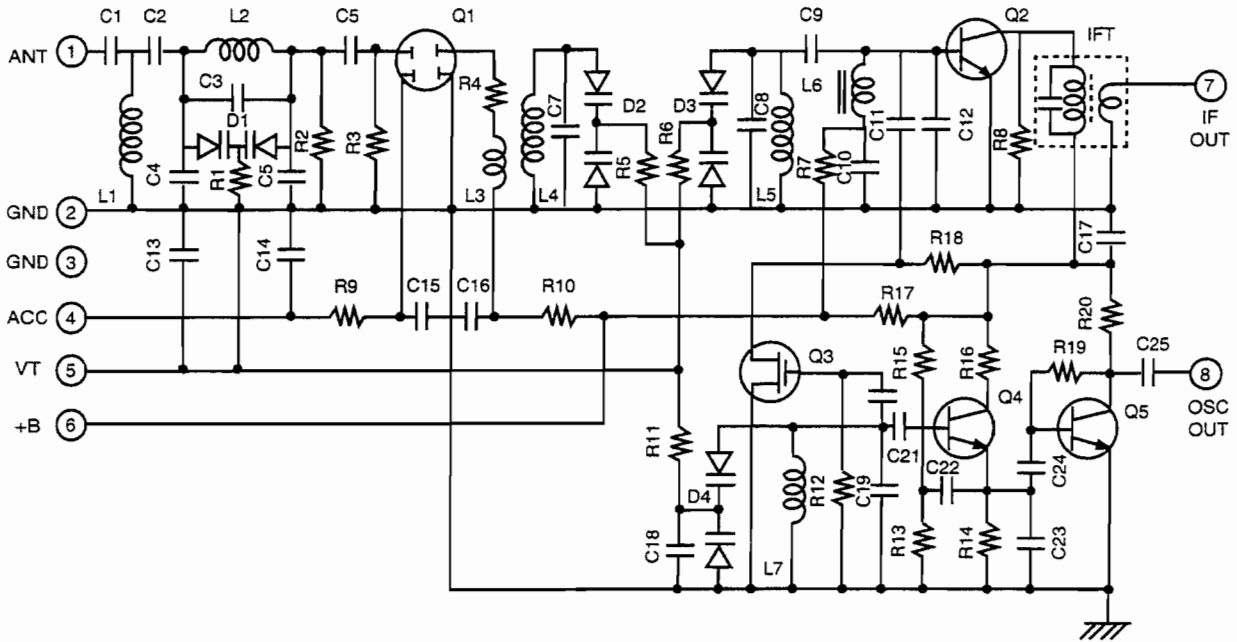 C1 C2 L2 C5 Q1 C9 Q2 IFT
ANT 1
C3
D1
R4
C7
D2 D3
C8
L6
7
IF
OUT
C4 R1 C5 R2 R3
R5 R6
R7 C10 C11 C12 R8
L1 L3 L4 L5
GND 2
C13 C14 R18 C17
GND 3
R9 C15 C16 R10 R17
ACC 4
R20
VT 5
Q3 R15 R16 R19 C25
8
OSC
OUT
+B 6
Q4 Q5
R11 C21
D4 R12 C19 C22 C24
C18 L7 R13 R14 C23